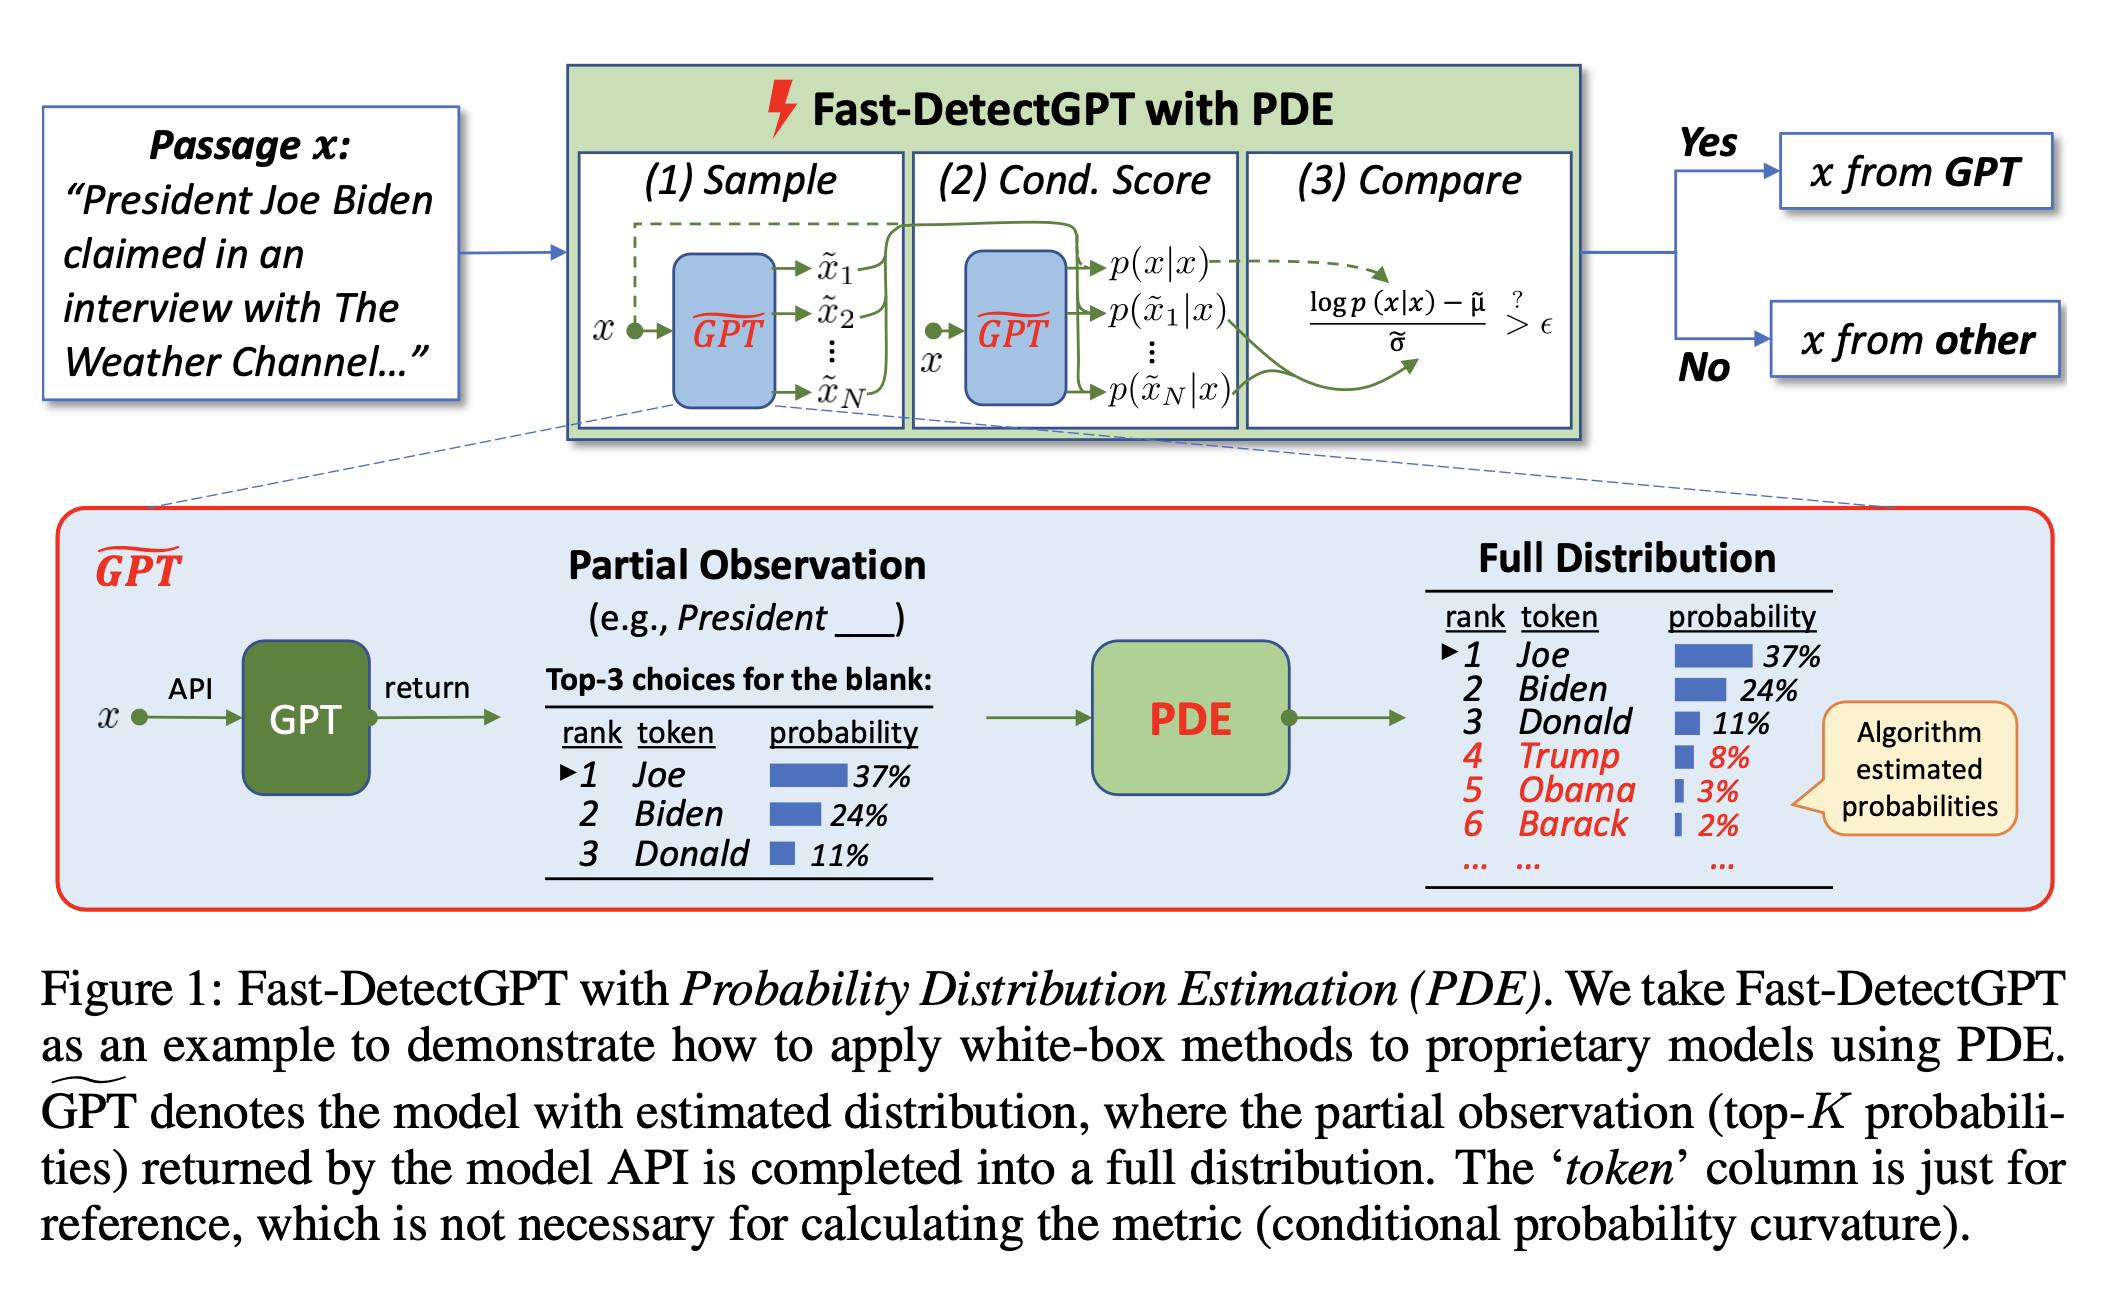 Passage x:
“President Joe Biden
claimed in an
interview with The
Weather Channel...”
Fast-DetectGPT with PDE
(1) Sample
x
G͠PT
x̃₁
x̃₂
⋮
x̃_N
(2) Cond. Score
x
G͠PT
p(x|x)
p(x̃₁|x)
⋮
p(x̃_N|x)
(3) Compare
log p (x|x) − μ̃
σ̃
?
> ϵ
Yes
x from GPT
No
x from other
G͠PT
x
API
GPT
return
Partial Observation
(e.g., President ___)
Top-3 choices for the blank:
rank token probability
▶1 Joe 37%
2 Biden 24%
3 Donald 11%
PDE
Full Distribution
rank token probability
▶1 Joe 37%
2 Biden 24%
3 Donald 11%
4 Trump 8%
5 Obama 3%
6 Barack 2%
... ... ...
Algorithm
estimated
probabilities
Figure 1: Fast-DetectGPT with Probability Distribution Estimation (PDE). We take Fast-DetectGPT
as an example to demonstrate how to apply white-box methods to proprietary models using PDE.
G͠PT denotes the model with estimated distribution, where the partial observation (top-K probabili-
ties) returned by the model API is completed into a full distribution. The ‘token’ column is just for
reference, which is not necessary for calculating the metric (conditional probability curvature).